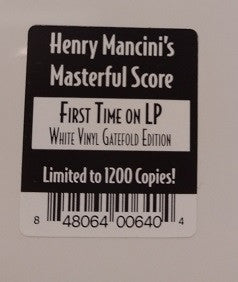 Henry Mancini's
Masterful Score
First Time on LP
White Vinyl Gatefold Edition
Limited to 1200 Copies!
8 48064 00640 4